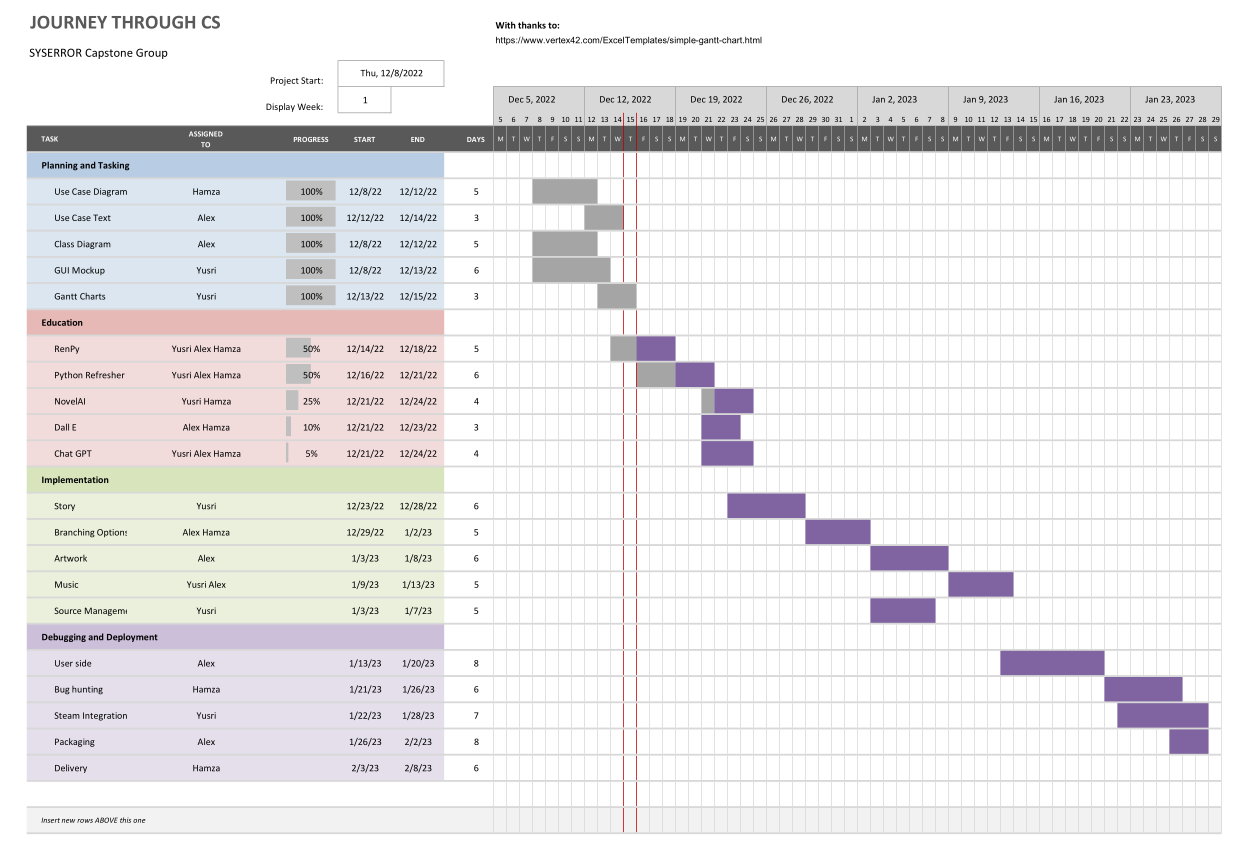 JOURNEY THROUGH CS
With thanks to:
https://www.vertex42.com/ExcelTemplates/simple-gantt-chart.html
SYSERROR Capstone Group
Project Start: Thu, 12/8/2022
Display Week: 1
Dec 5, 2022 Dec 12, 2022 Dec 19, 2022 Dec 26, 2022 Jan 2, 2023 Jan 9, 2023 Jan 16, 2023 Jan 23, 2023
5 6 7 8 9 10 11 12 13 14 15 16 17 18 19 20 21 22 23 24 25 26 27 28 29 30 31 1 2 3 4 5 6 7 8 9 10 11 12 13 14 15 16 17 18 19 20 21 22 23 24 25 26 27 28 29
TASK ASSIGNED TO PROGRESS START END DAYS M T W T F S S M T W T F S S M T W T F S S M T W T F S S M T W T F S S M T W T F S S M T W T F S S M T W T F S S
Planning and Tasking
Use Case Diagram Hamza 100% 12/8/22 12/12/22 5
Use Case Text Alex 100% 12/12/22 12/14/22 3
Class Diagram Alex 100% 12/8/22 12/12/22 5
GUI Mockup Yusri 100% 12/8/22 12/13/22 6
Gantt Charts Yusri 100% 12/13/22 12/15/22 3
Education
RenPy Yusri Alex Hamza 50% 12/14/22 12/18/22 5
Python Refresher Yusri Alex Hamza 50% 12/16/22 12/21/22 6
NovelAI Yusri Hamza 25% 12/21/22 12/24/22 4
Dall E Alex Hamza 10% 12/21/22 12/23/22 3
Chat GPT Yusri Alex Hamza 5% 12/21/22 12/24/22 4
Implementation
Story Yusri 12/23/22 12/28/22 6
Branching Options Alex Hamza 12/29/22 1/2/23 5
Artwork Alex 1/3/23 1/8/23 6
Music Yusri Alex 1/9/23 1/13/23 5
Source Manageme Yusri 1/3/23 1/7/23 5
Debugging and Deployment
User side Alex 1/13/23 1/20/23 8
Bug hunting Hamza 1/21/23 1/26/23 6
Steam Integration Yusri 1/22/23 1/28/23 7
Packaging Alex 1/26/23 2/2/23 8
Delivery Hamza 2/3/23 2/8/23 6
Insert new rows ABOVE this one